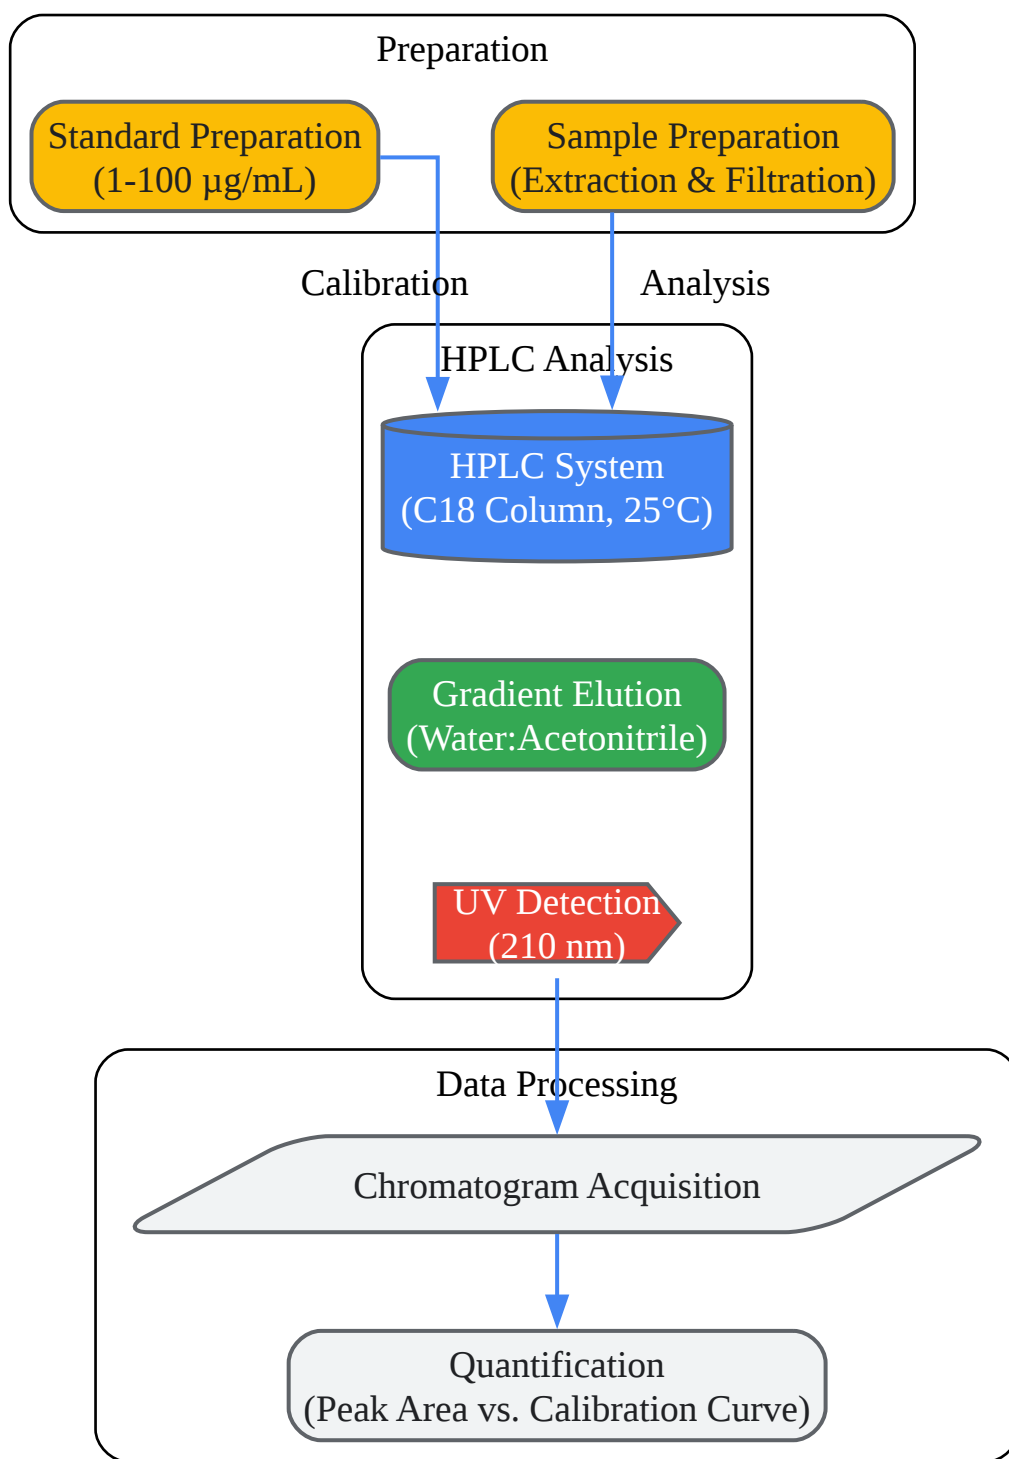 Preparation
Standard Preparation
(1-100 µg/mL)
Sample Preparation
(Extraction & Filtration)
Calibration
Analysis
HPLC Analysis
HPLC System
(C18 Column, 25°C)
Gradient Elution
(Water:Acetonitrile)
UV Detection
(210 nm)
Data Processing
Chromatogram Acquisition
Quantification
(Peak Area vs. Calibration Curve)